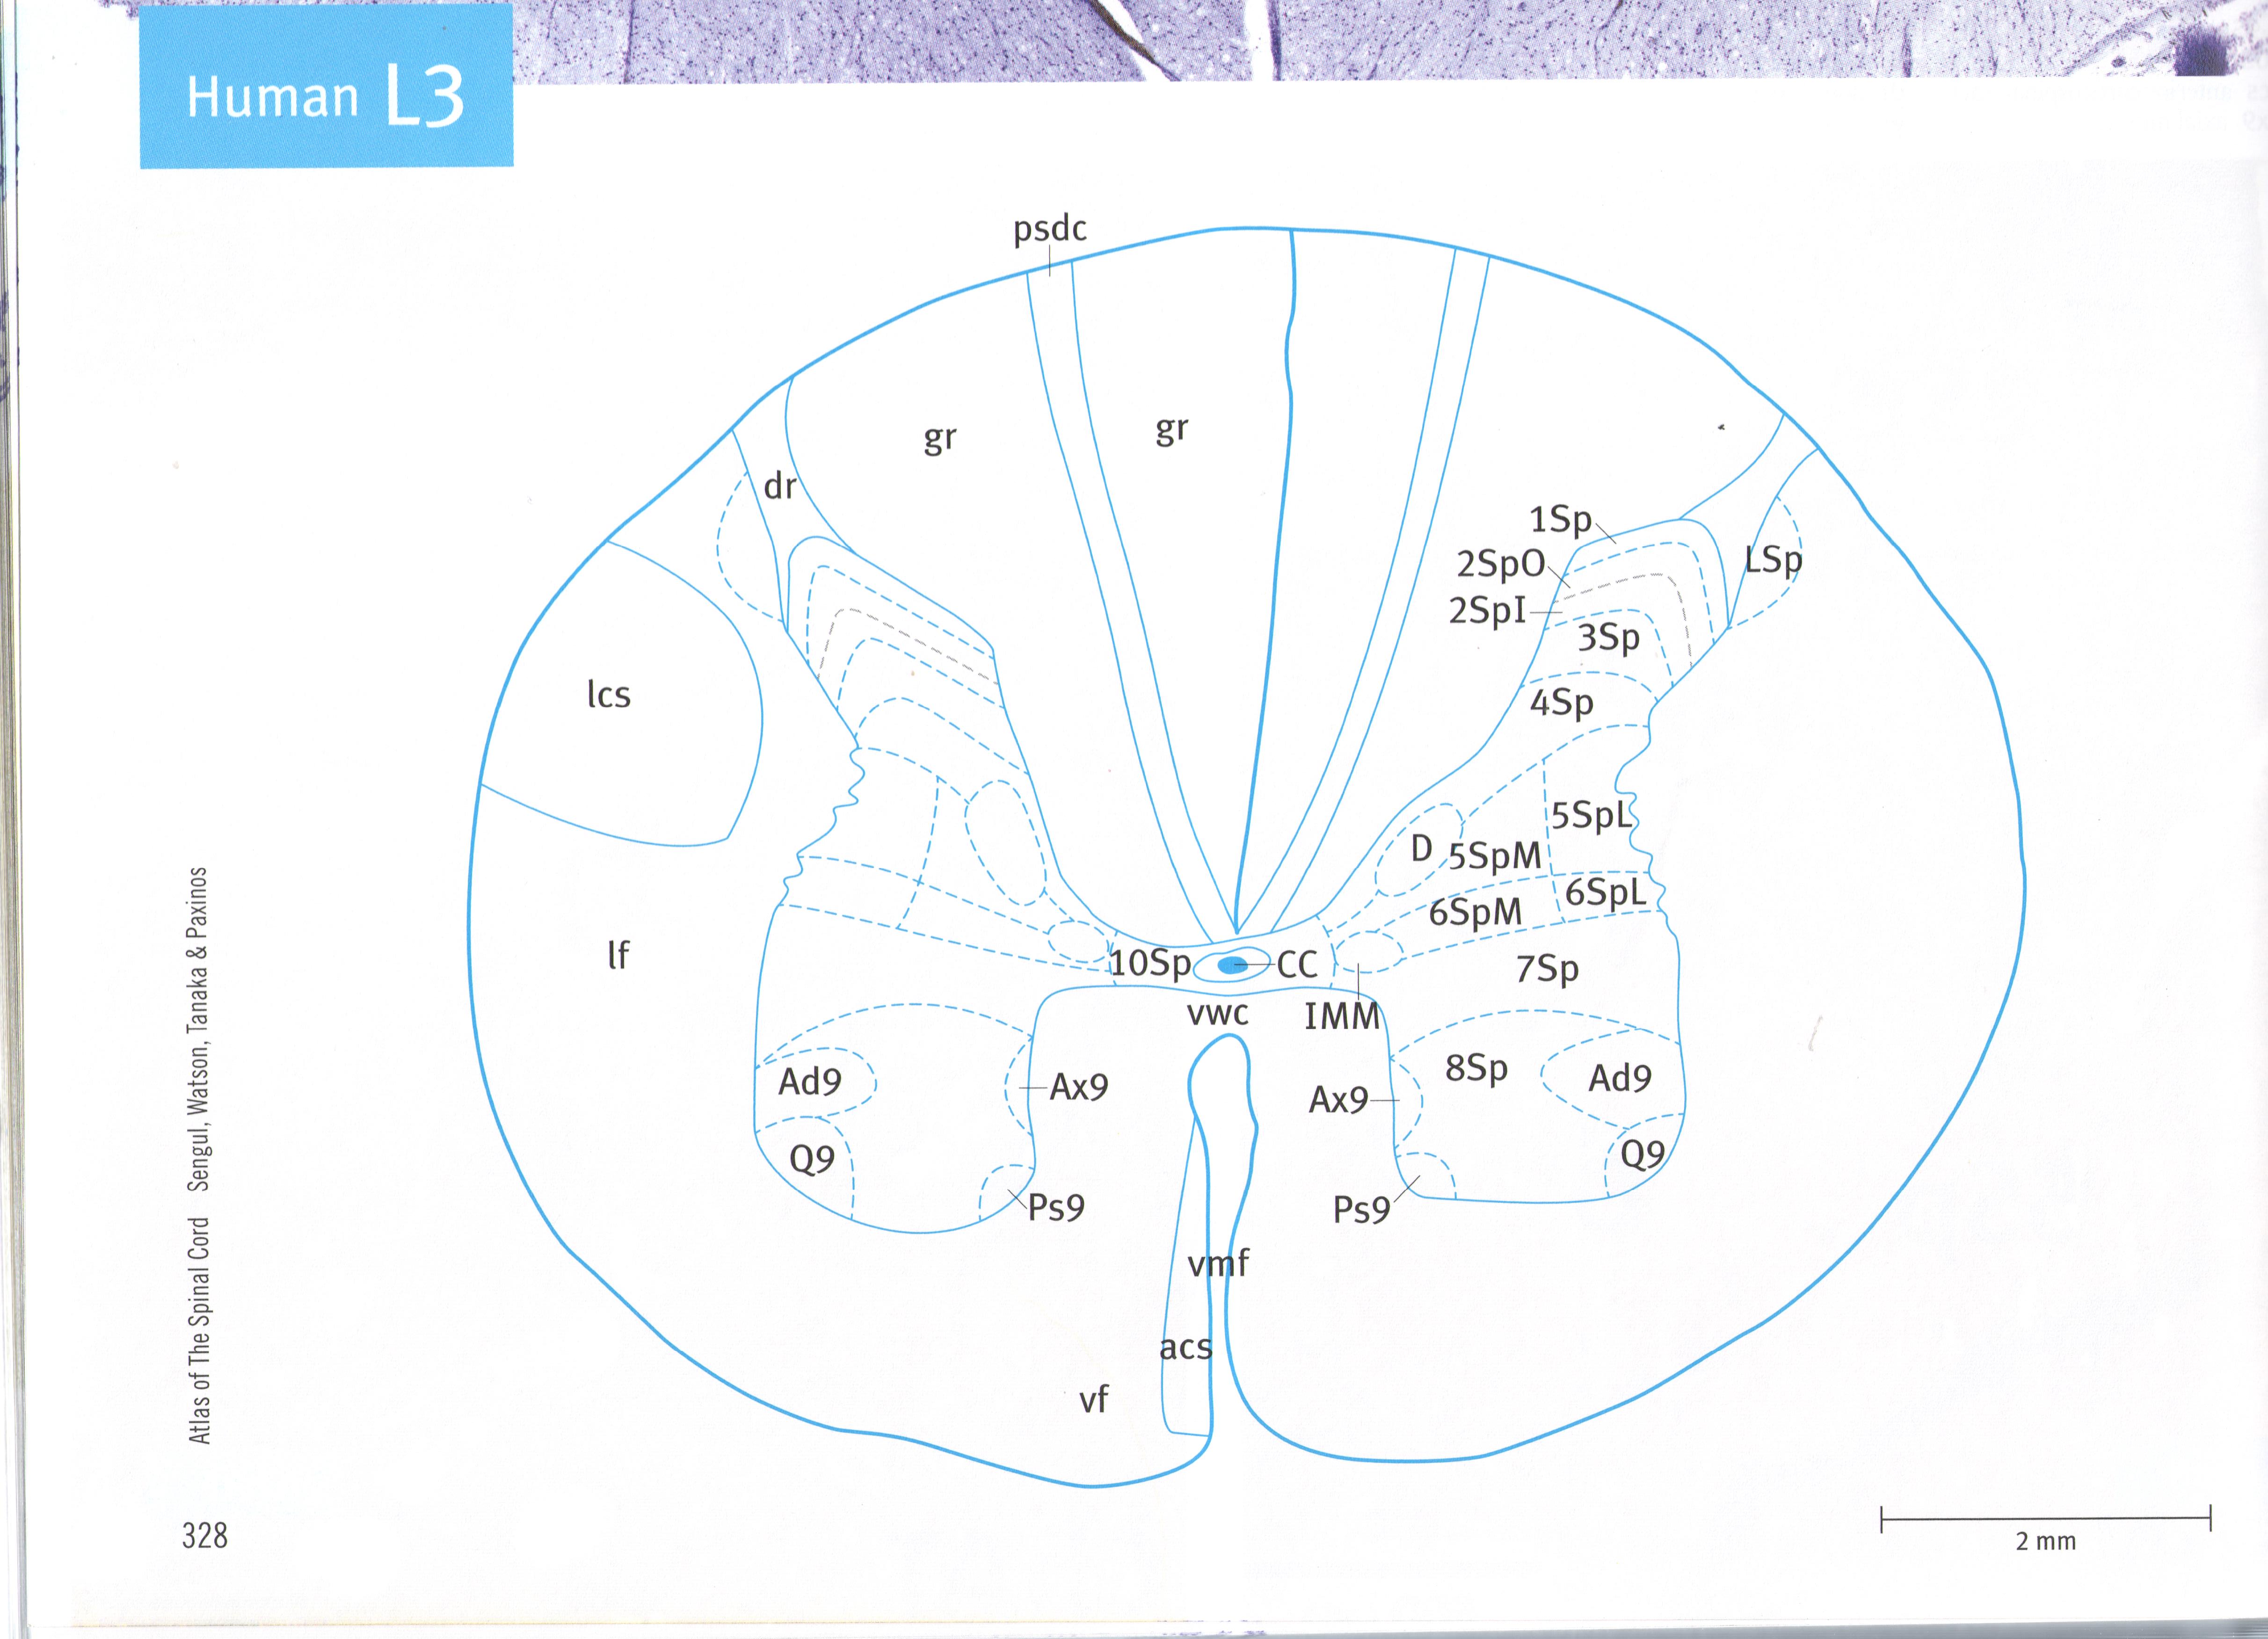 Human L3
psdc
gr
gr
dr
1Sp
2SpO
LSp
2SpI
3Sp
lcs
4Sp
5SpL
D
5SpM
6SpL
6SpM
lf
10Sp
CC
7Sp
vwc
IMM
Ad9
Ax9
Ax9
8Sp
Ad9
Q9
Q9
Ps9
Ps9
vmf
acs
vf
Atlas of The Spinal Cord Sengul, Watson, Tanaka & Paxinos
328
2 mm